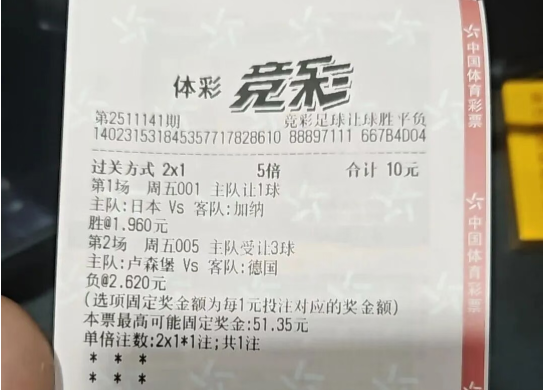 体彩 竞彩
第2511141期 竞彩足球让球胜平负
140231531845357717828610 88897111 667B4D04
过关方式 2x1 5倍 合计 10元
第1场 周五001 主队让1球
主队:日本 Vs 客队:加纳
胜@1.960元
第2场 周五005 主队受让3球
主队:卢森堡 Vs 客队:德国
负@2.620元
(选项固定奖金额为每1元投注对应的奖金额)
本票最高可能固定奖金:51.35元
单倍注数:2x1*1注;共1注
* * *
* * *
中国体育彩票
中国体育彩票